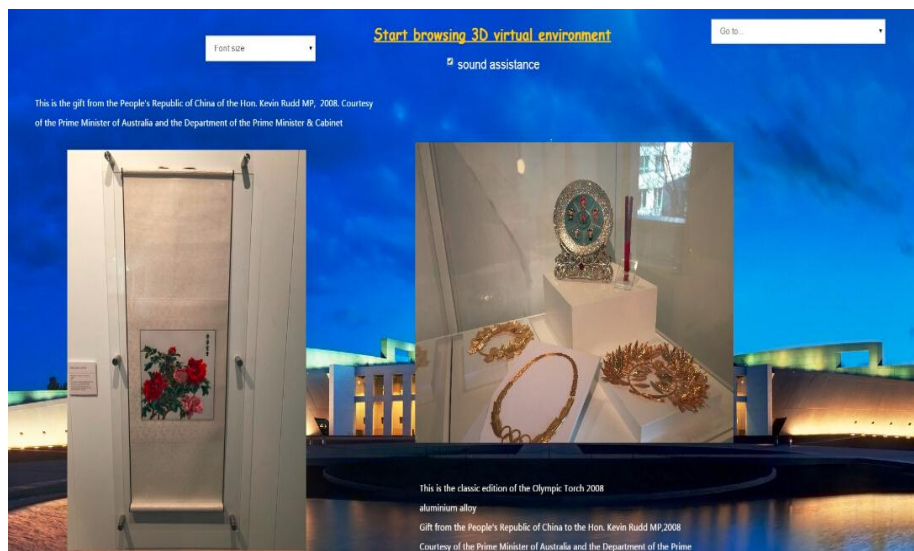 Start browsing 3D virtual environment
Go to...
Font size
sound assistance
This is the gift from the People's Republic of China of the Hon. Kevin Rudd MP, 2008. Courtesy
of the Prime Minister of Australia and the Department of the Prime Minister & Cabinet
This is the classic edition of the Olympic Torch 2008
aluminium alloy
Gift from the People's Republic of China to the Hon. Kevin Rudd MP,2008
Courtesy of the Prime Minister of Australia and the Department of the Prime